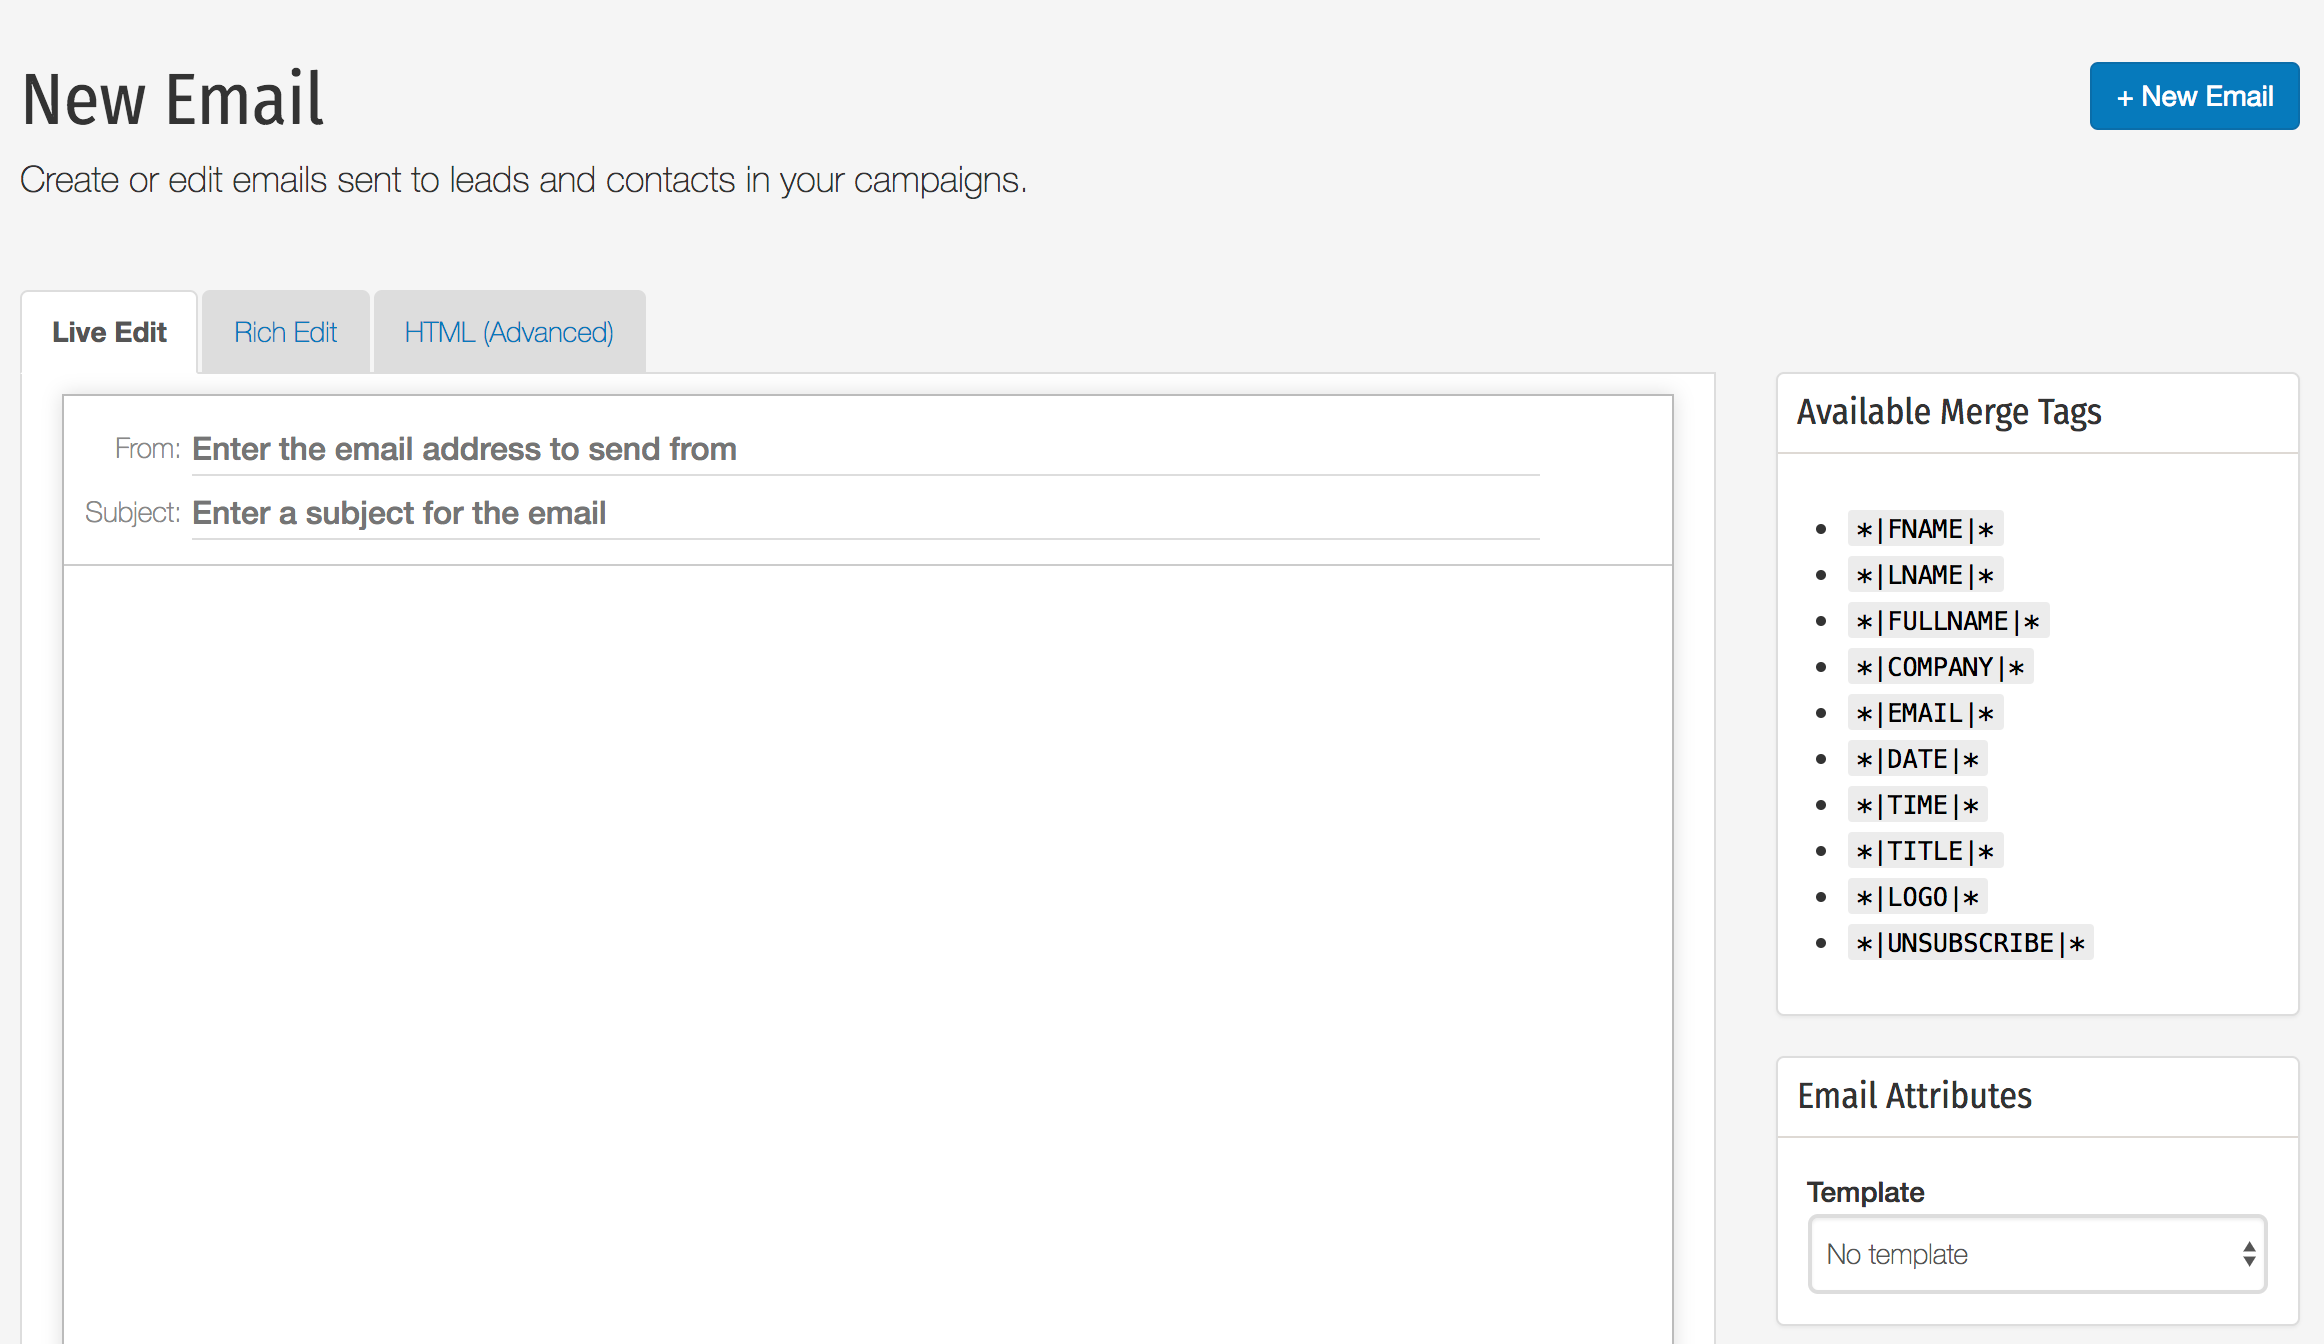 New Email
+ New Email
Create or edit emails sent to leads and contacts in your campaigns.
Live Edit
Rich Edit
HTML (Advanced)
From: Enter the email address to send from
Subject: Enter a subject for the email
Available Merge Tags
*|FNAME|*
*|LNAME|*
*|FULLNAME|*
*|COMPANY|*
*|EMAIL|*
*|DATE|*
*|TIME|*
*|TITLE|*
*|LOGO|*
*|UNSUBSCRIBE|*
Email Attributes
Template
No template